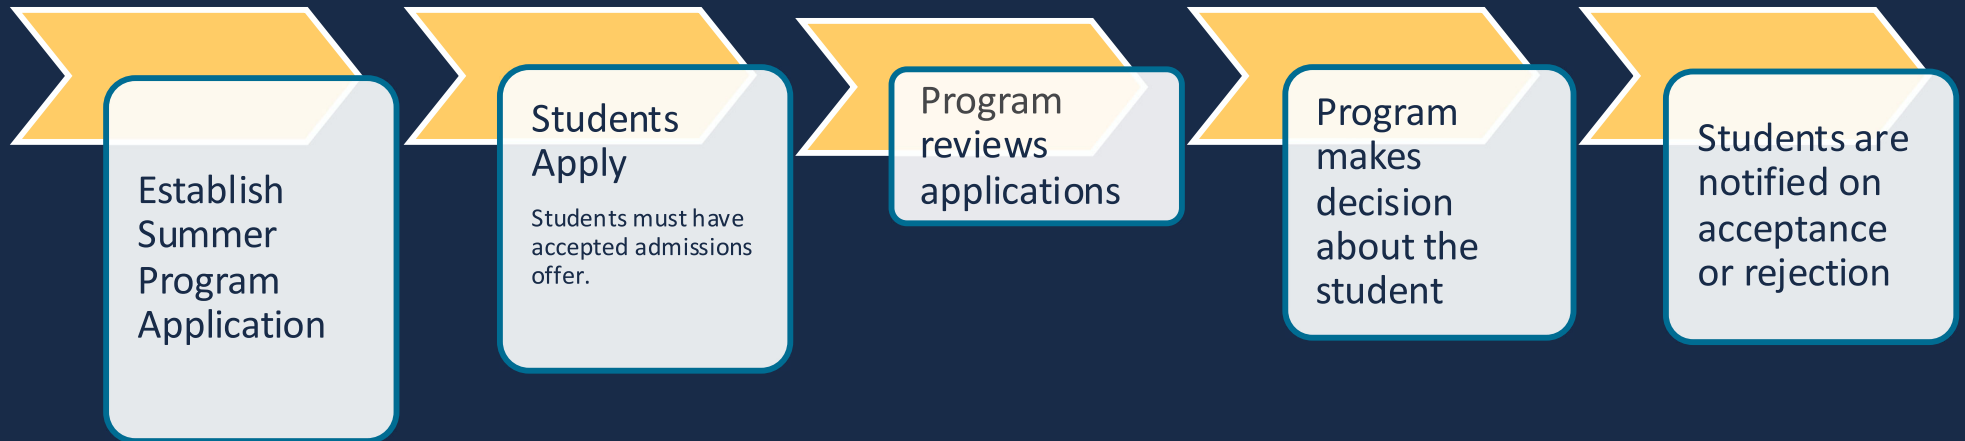 Establish
Summer
Program
Application
Students
Apply
Students must have
accepted admissions
offer.
Program
reviews
applications
Program
makes
decision
about the
student
Students are
notified on
acceptance
or rejection